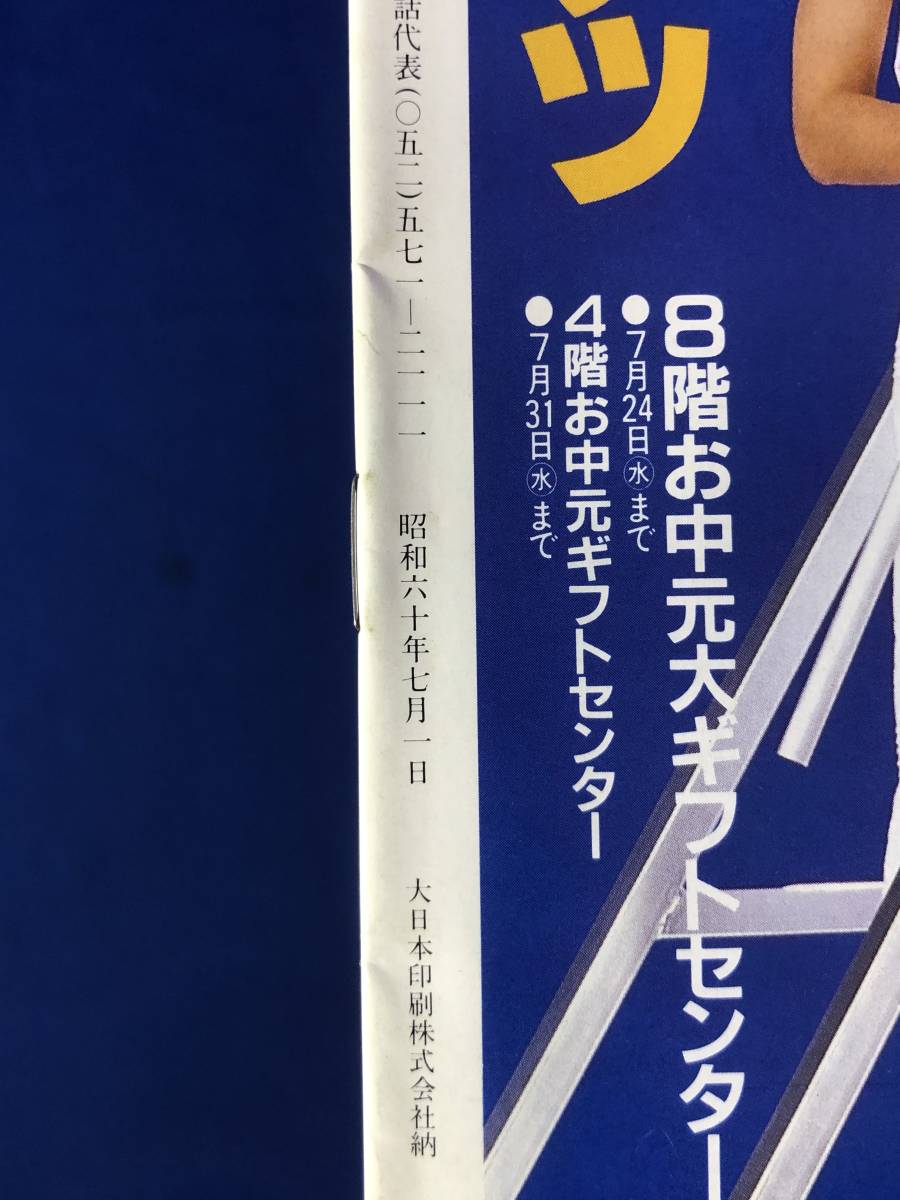 ツ
8階お中元大ギフトセンター
●7月24日㊌まで
4階お中元ギフトセンター
●7月31日㊌まで
話代表(〇五二)五七一―二一一一 昭和六十年七月一日 大日本印刷株式会社納